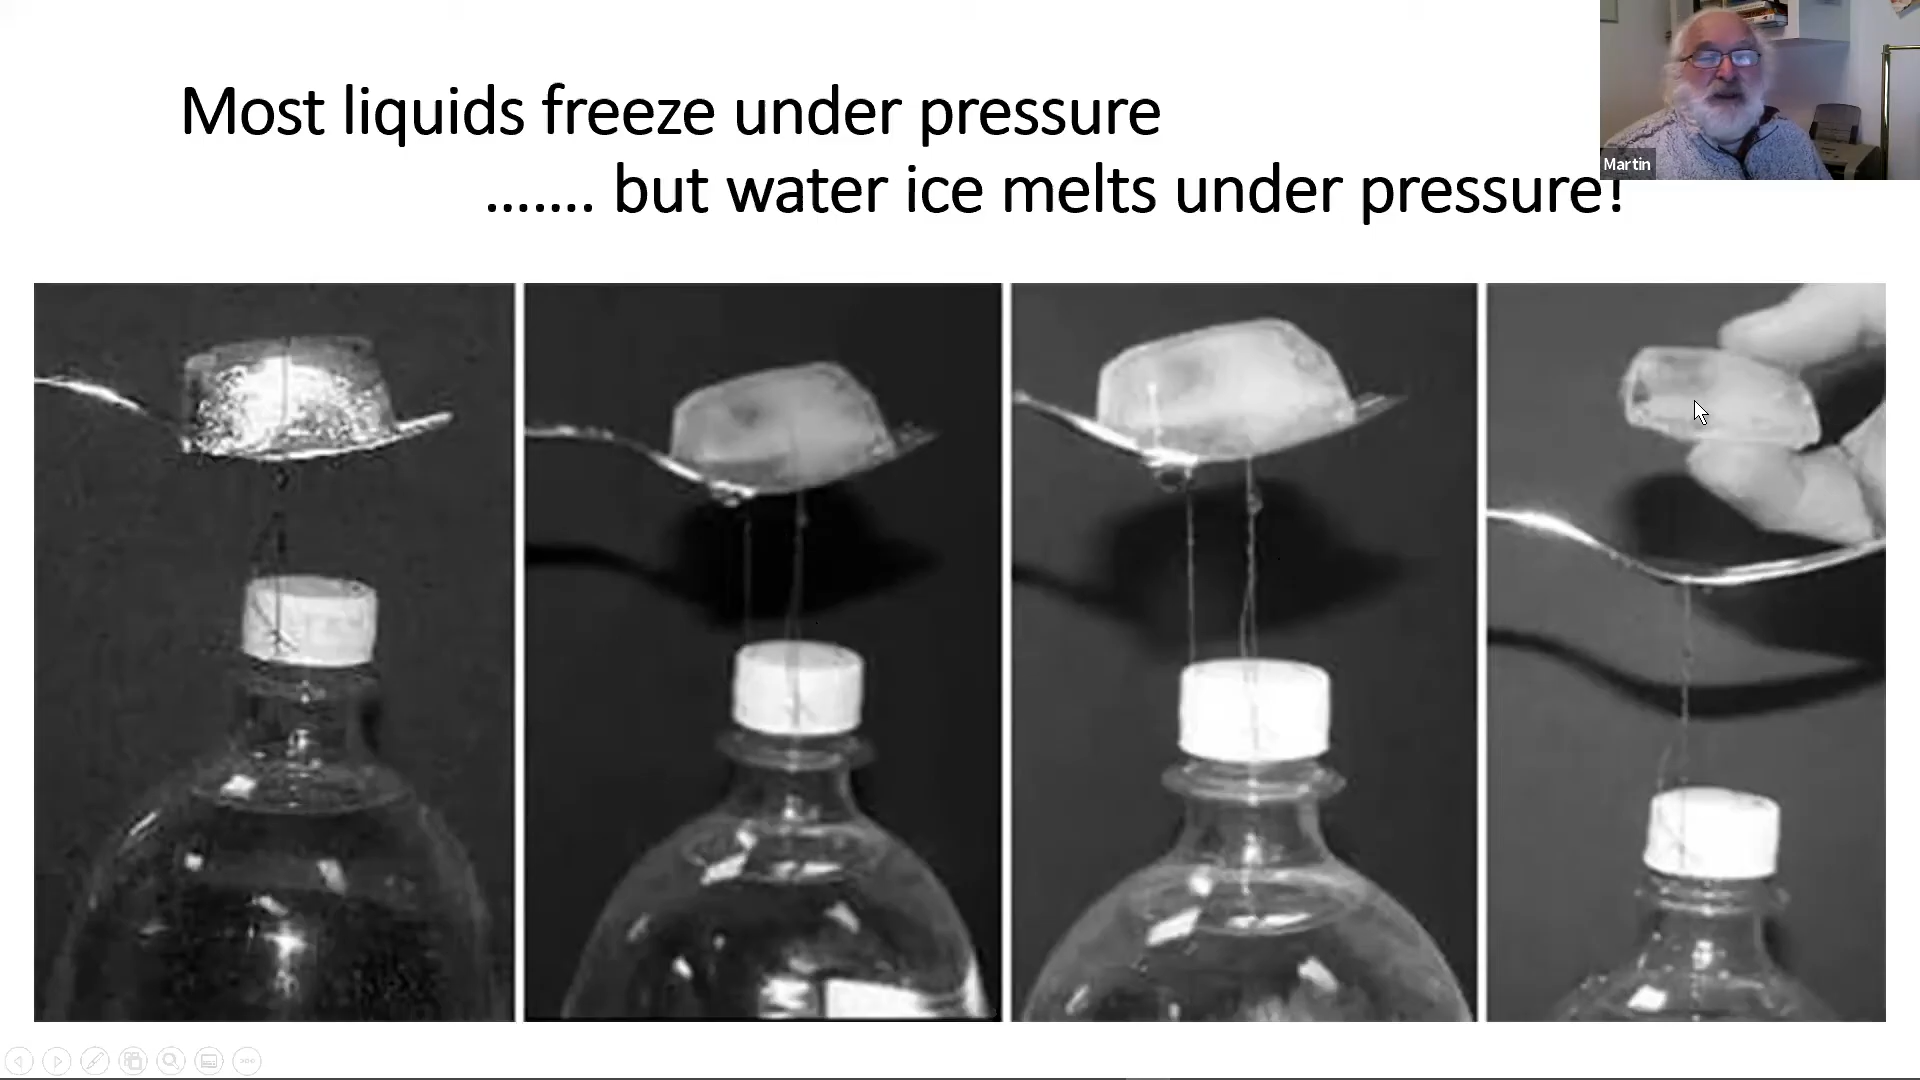 Most liquids freeze under pressure
……. but water ice melts under pressure!
Martin